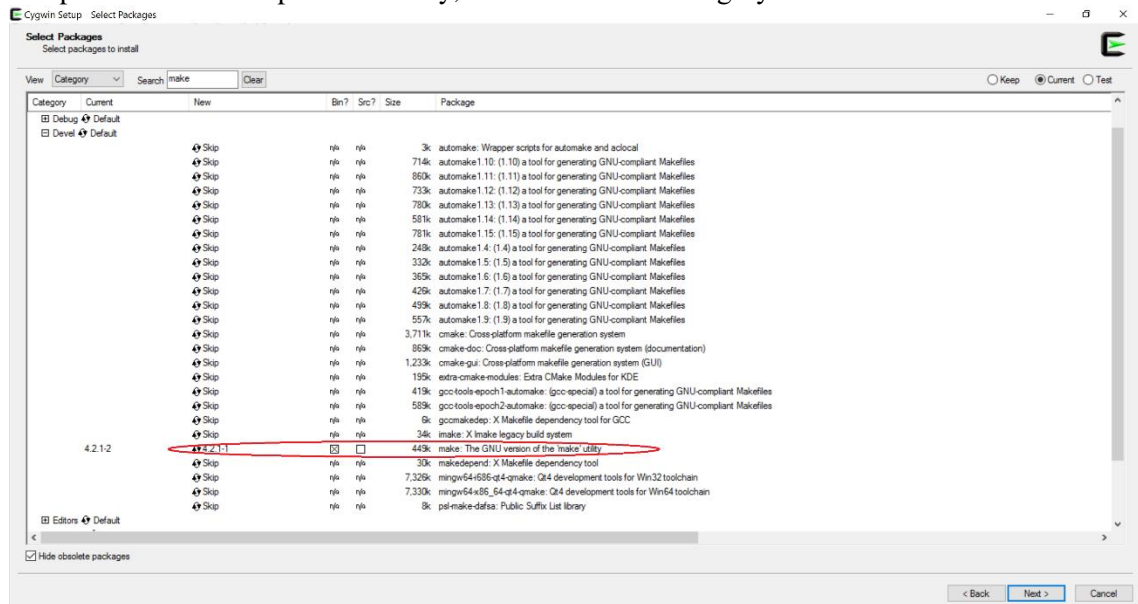 Cygwin Setup Select Packages
Select Packages
Select packages to install
View Category Search make Clear Keep Current Test
Category Current New Bin? Src? Size Package
Debug Default
Devel Default
Skip n/a n/a 3k automake: Wrapper scripts for automake and aclocal
Skip n/a n/a 714k automake1.10: (1.10) a tool for generating GNU-compliant Makefiles
Skip n/a n/a 860k automake1.11: (1.11) a tool for generating GNU-compliant Makefiles
Skip n/a n/a 733k automake1.12: (1.12) a tool for generating GNU-compliant Makefiles
Skip n/a n/a 780k automake1.13: (1.13) a tool for generating GNU-compliant Makefiles
Skip n/a n/a 581k automake1.14: (1.14) a tool for generating GNU-compliant Makefiles
Skip n/a n/a 781k automake1.15: (1.15) a tool for generating GNU-compliant Makefiles
Skip n/a n/a 248k automake1.4: (1.4) a tool for generating GNU-compliant Makefiles
Skip n/a n/a 332k automake1.5: (1.5) a tool for generating GNU-compliant Makefiles
Skip n/a n/a 365k automake1.6: (1.6) a tool for generating GNU-compliant Makefiles
Skip n/a n/a 426k automake1.7: (1.7) a tool for generating GNU-compliant Makefiles
Skip n/a n/a 499k automake1.8: (1.8) a tool for generating GNU-compliant Makefiles
Skip n/a n/a 557k automake1.9: (1.9) a tool for generating GNU-compliant Makefiles
Skip n/a n/a 3,711k cmake: Cross-platform makefile generation system
Skip n/a n/a 869k cmake-doc: Cross-platform makefile generation system (documentation)
Skip n/a n/a 1,233k cmake-gui: Cross-platform makefile generation system (GUI)
Skip n/a n/a 195k extra-cmake-modules: Extra CMake Modules for KDE
Skip n/a n/a 419k gcc-tools-epoch1-automake: (gcc-special) a tool for generating GNU-compliant Makefiles
Skip n/a n/a 589k gcc-tools-epoch2-automake: (gcc-special) a tool for generating GNU-compliant Makefiles
Skip n/a n/a 6k gccmakedep: X Makefile dependency tool for GCC
Skip n/a n/a 34k imake: X Imake legacy build system
4.2.1-2 4.2.1-1 449k make: The GNU version of the 'make' utility
Skip n/a n/a 30k makedepend: X Makefile dependency tool
Skip n/a n/a 7,326k mingw64-i686-qt4-qmake: Qt4 development tools for Win32 toolchain
Skip n/a n/a 7,330k mingw64-x86_64-qt4-qmake: Qt4 development tools for Win64 toolchain
Skip n/a n/a 8k psl-make-dafsa: Public Suffix List library
Editors Default
Hide obsolete packages
< Back Next > Cancel